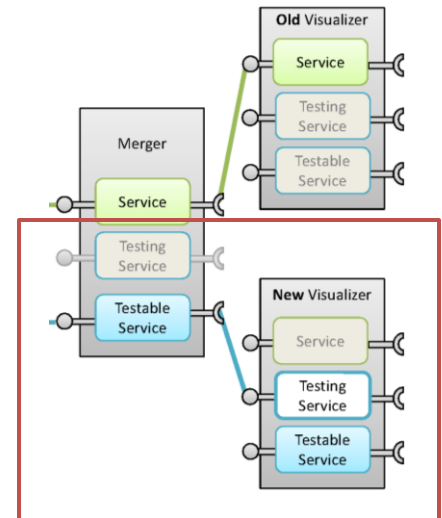 Old Visualizer
Service
Testing
Service
Testable
Service
Merger
Service
Testing
Service
Testable
Service
New Visualizer
Service
Testing
Service
Testable
Service